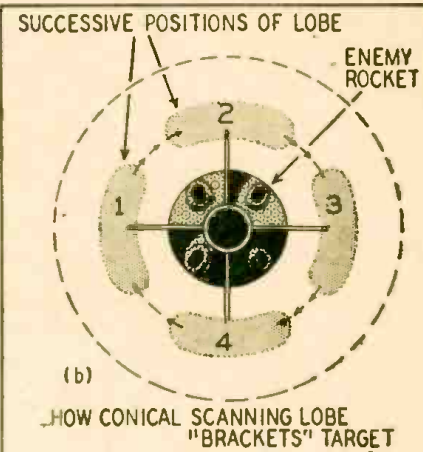 SUCCESSIVE POSITIONS OF LOBE
ENEMY
ROCKET
2
1
3
4
(b)
HOW CONICAL SCANNING LOBE
"BRACKETS" TARGET